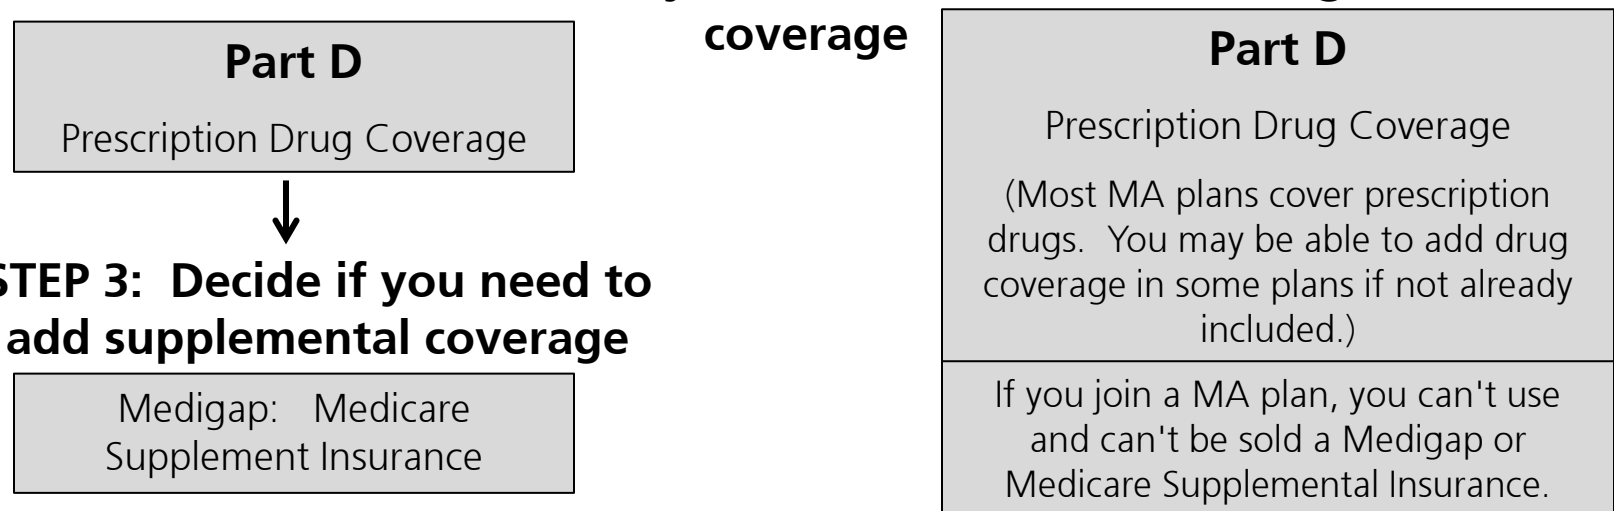 coverage
Part D
Prescription Drug Coverage
STEP 3: Decide if you need to
add supplemental coverage
Medigap: Medicare
Supplement Insurance
Part D
Prescription Drug Coverage
(Most MA plans cover prescription
drugs. You may be able to add drug
coverage in some plans if not already
included.)
If you join a MA plan, you can't use
and can't be sold a Medigap or
Medicare Supplemental Insurance.